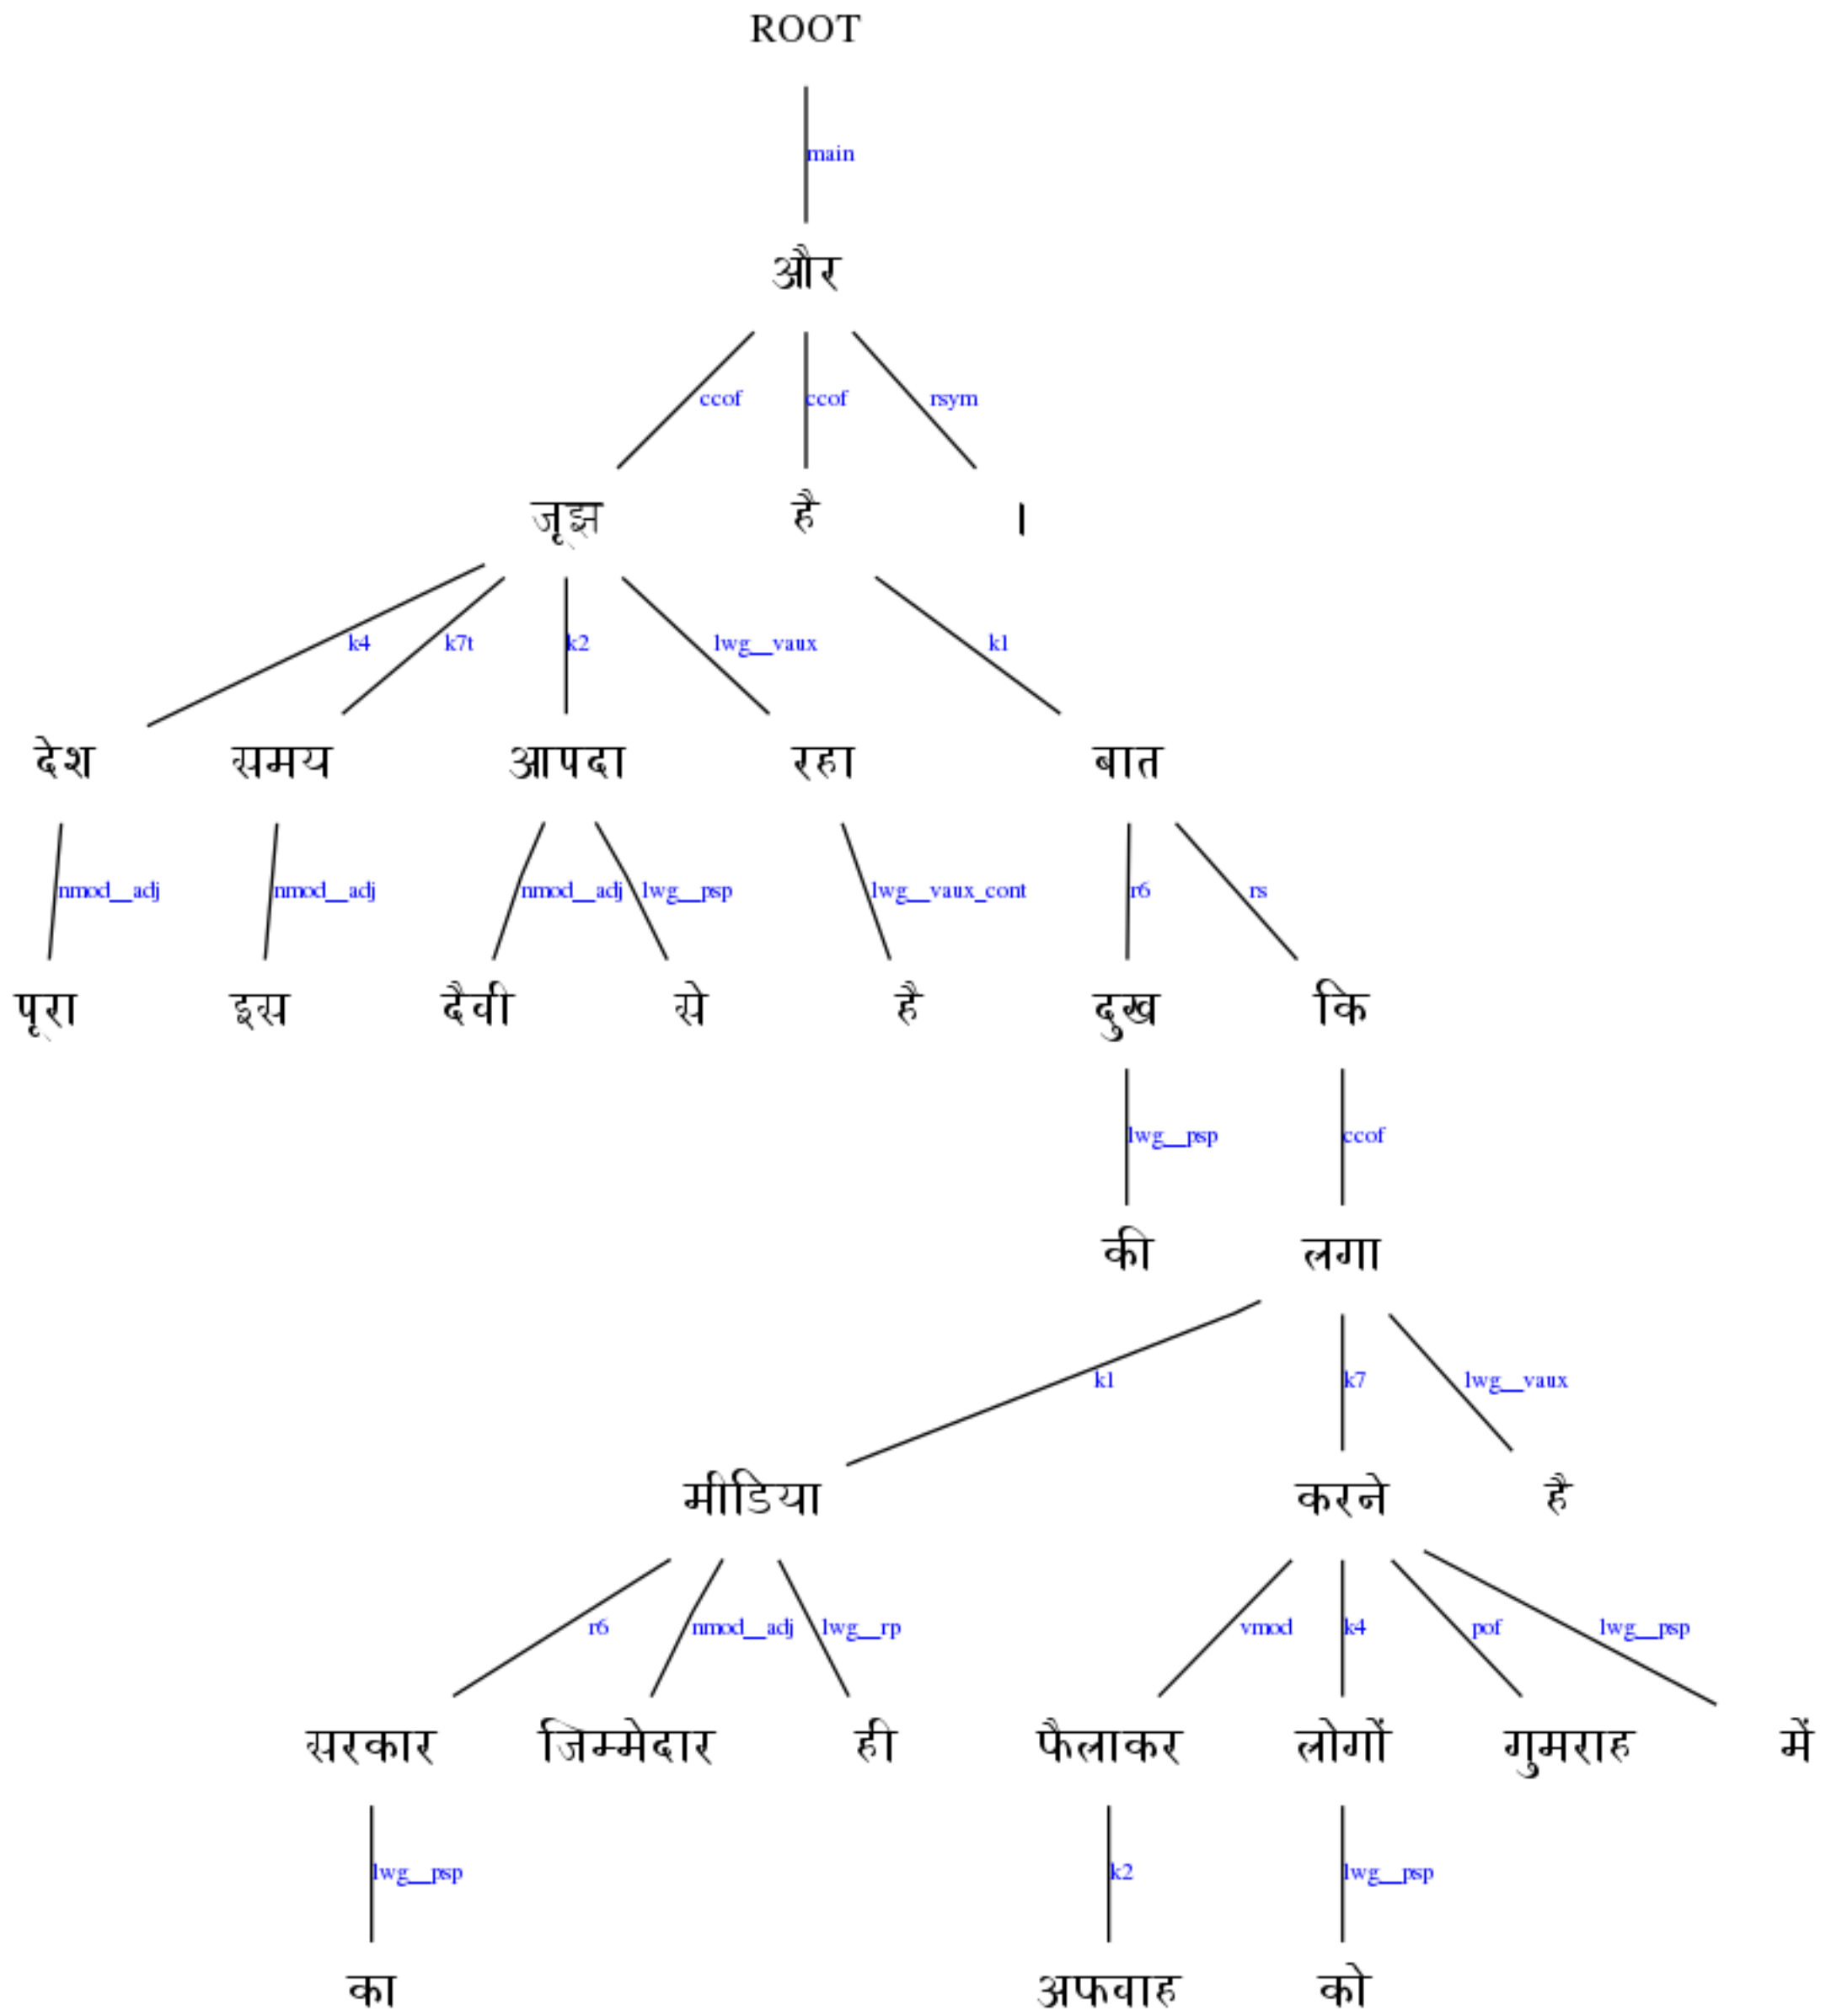 ROOT
main
और
ccof ccof rsym
जूझ है ।
k4 k7t k2 lwg__vaux k1
देश समय आपदा रहा बात
nmod__adj nmod__adj nmod__adj lwg__psp lwg__vaux_cont r6 rs
पूरा इस दैवी से है दुख कि
lwg__psp ccof
की लगा
k1 k7 lwg__vaux
मीडिया करने है
r6 nmod__adj lwg__rp vmod k4 pof lwg__psp
सरकार जिम्मेदार ही फैलाकर लोगों गुमराह में
lwg__psp k2 lwg__psp
का अफवाह को